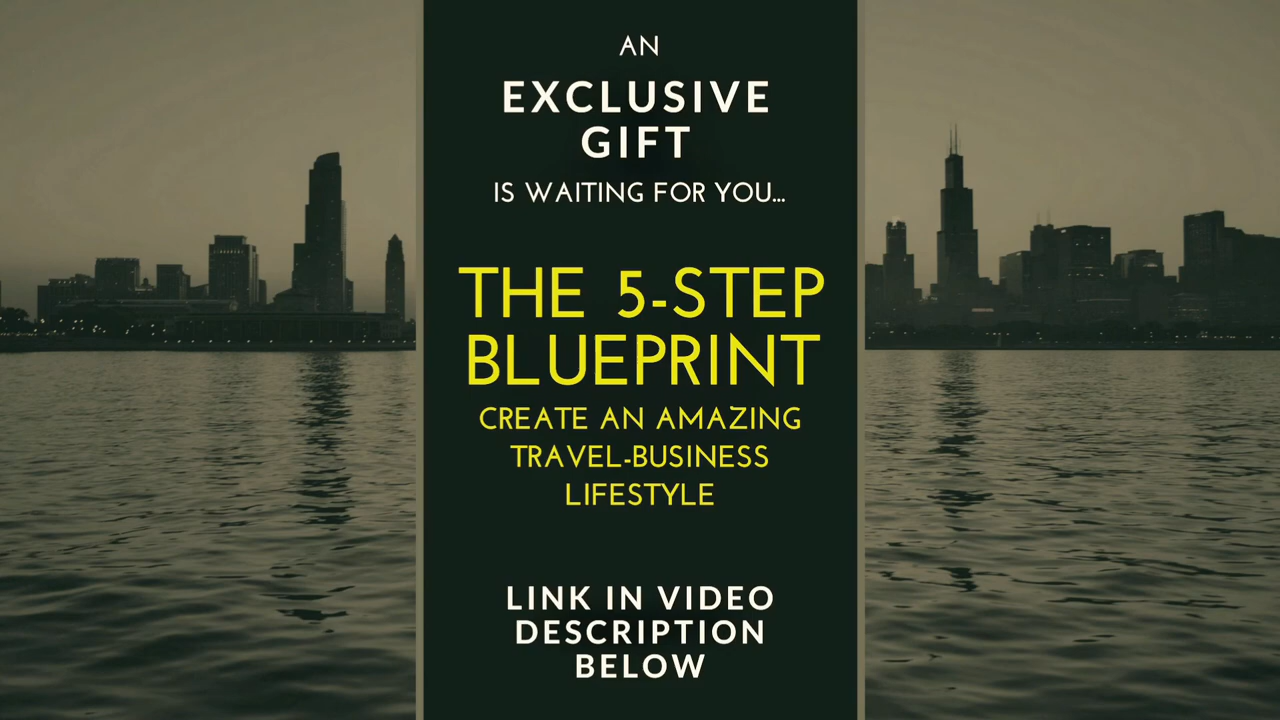 AN
EXCLUSIVE
GIFT
IS WAITING FOR YOU...
THE 5-STEP
BLUEPRINT
CREATE AN AMAZING
TRAVEL-BUSINESS
LIFESTYLE
LINK IN VIDEO
DESCRIPTION
BELOW